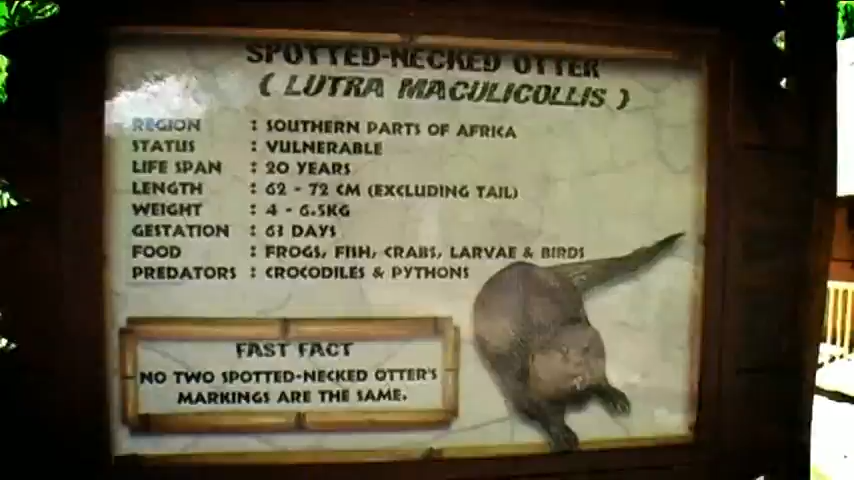 SPOTTED-NECKED OTTER
( LUTRA MACULICOLLIS )
REGION : SOUTHERN PARTS OF AFRICA
STATUS : VULNERABLE
LIFE SPAN : 20 YEARS
LENGTH : 62 - 72 CM (EXCLUDING TAIL)
WEIGHT : 4 - 6.5KG
GESTATION : 61 DAYS
FOOD : FROGS, FISH, CRABS, LARVAE & BIRDS
PREDATORS : CROCODILES & PYTHONS
FAST FACT
NO TWO SPOTTED-NECKED OTTER'S
MARKINGS ARE THE SAME.